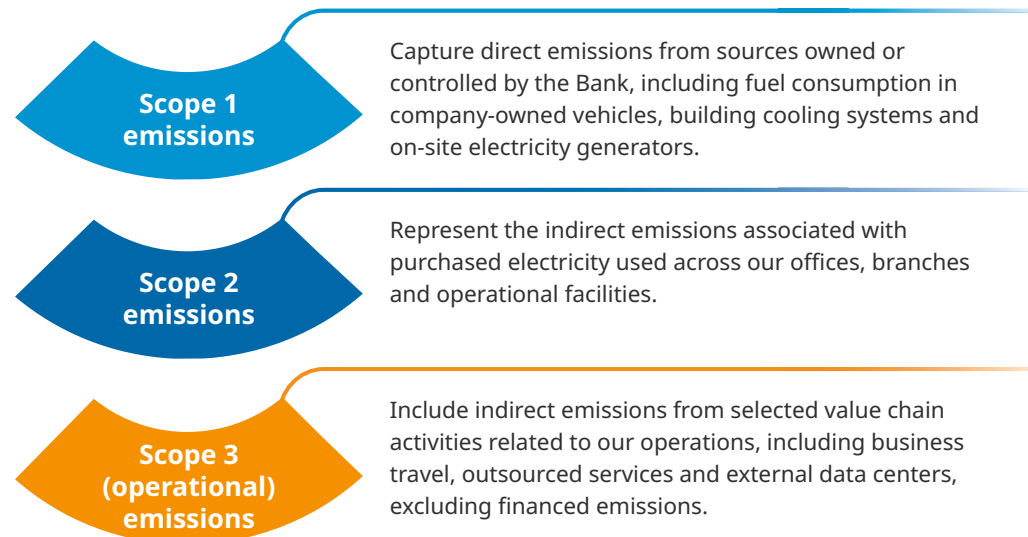 Scope 1
emissions
Capture direct emissions from sources owned or
controlled by the Bank, including fuel consumption in
company-owned vehicles, building cooling systems and
on-site electricity generators.
Scope 2
emissions
Represent the indirect emissions associated with
purchased electricity used across our offices, branches
and operational facilities.
Scope 3
(operational)
emissions
Include indirect emissions from selected value chain
activities related to our operations, including business
travel, outsourced services and external data centers,
excluding financed emissions.